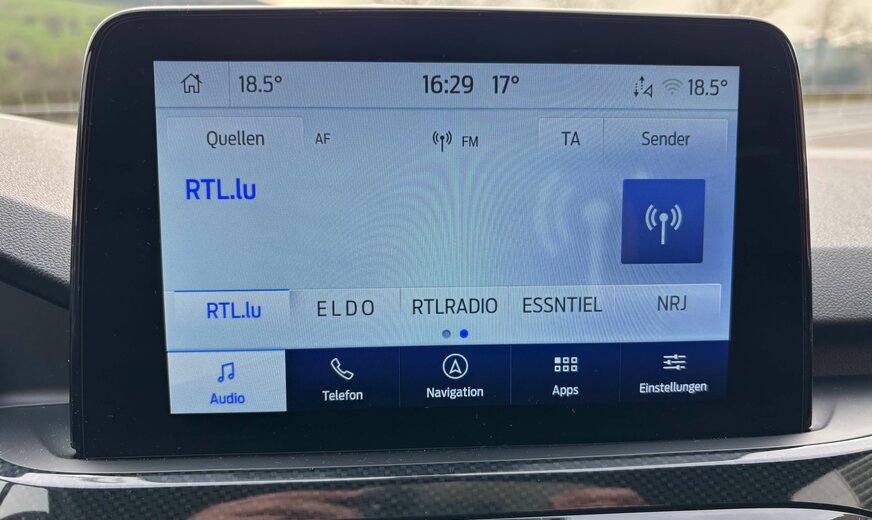 18.5° 16:29 17° 18.5°
Quellen AF FM TA Sender
RTL.lu
RTL.lu ELDO RTLRADIO ESSNTIEL NRJ
Audio Telefon Navigation Apps Einstellungen